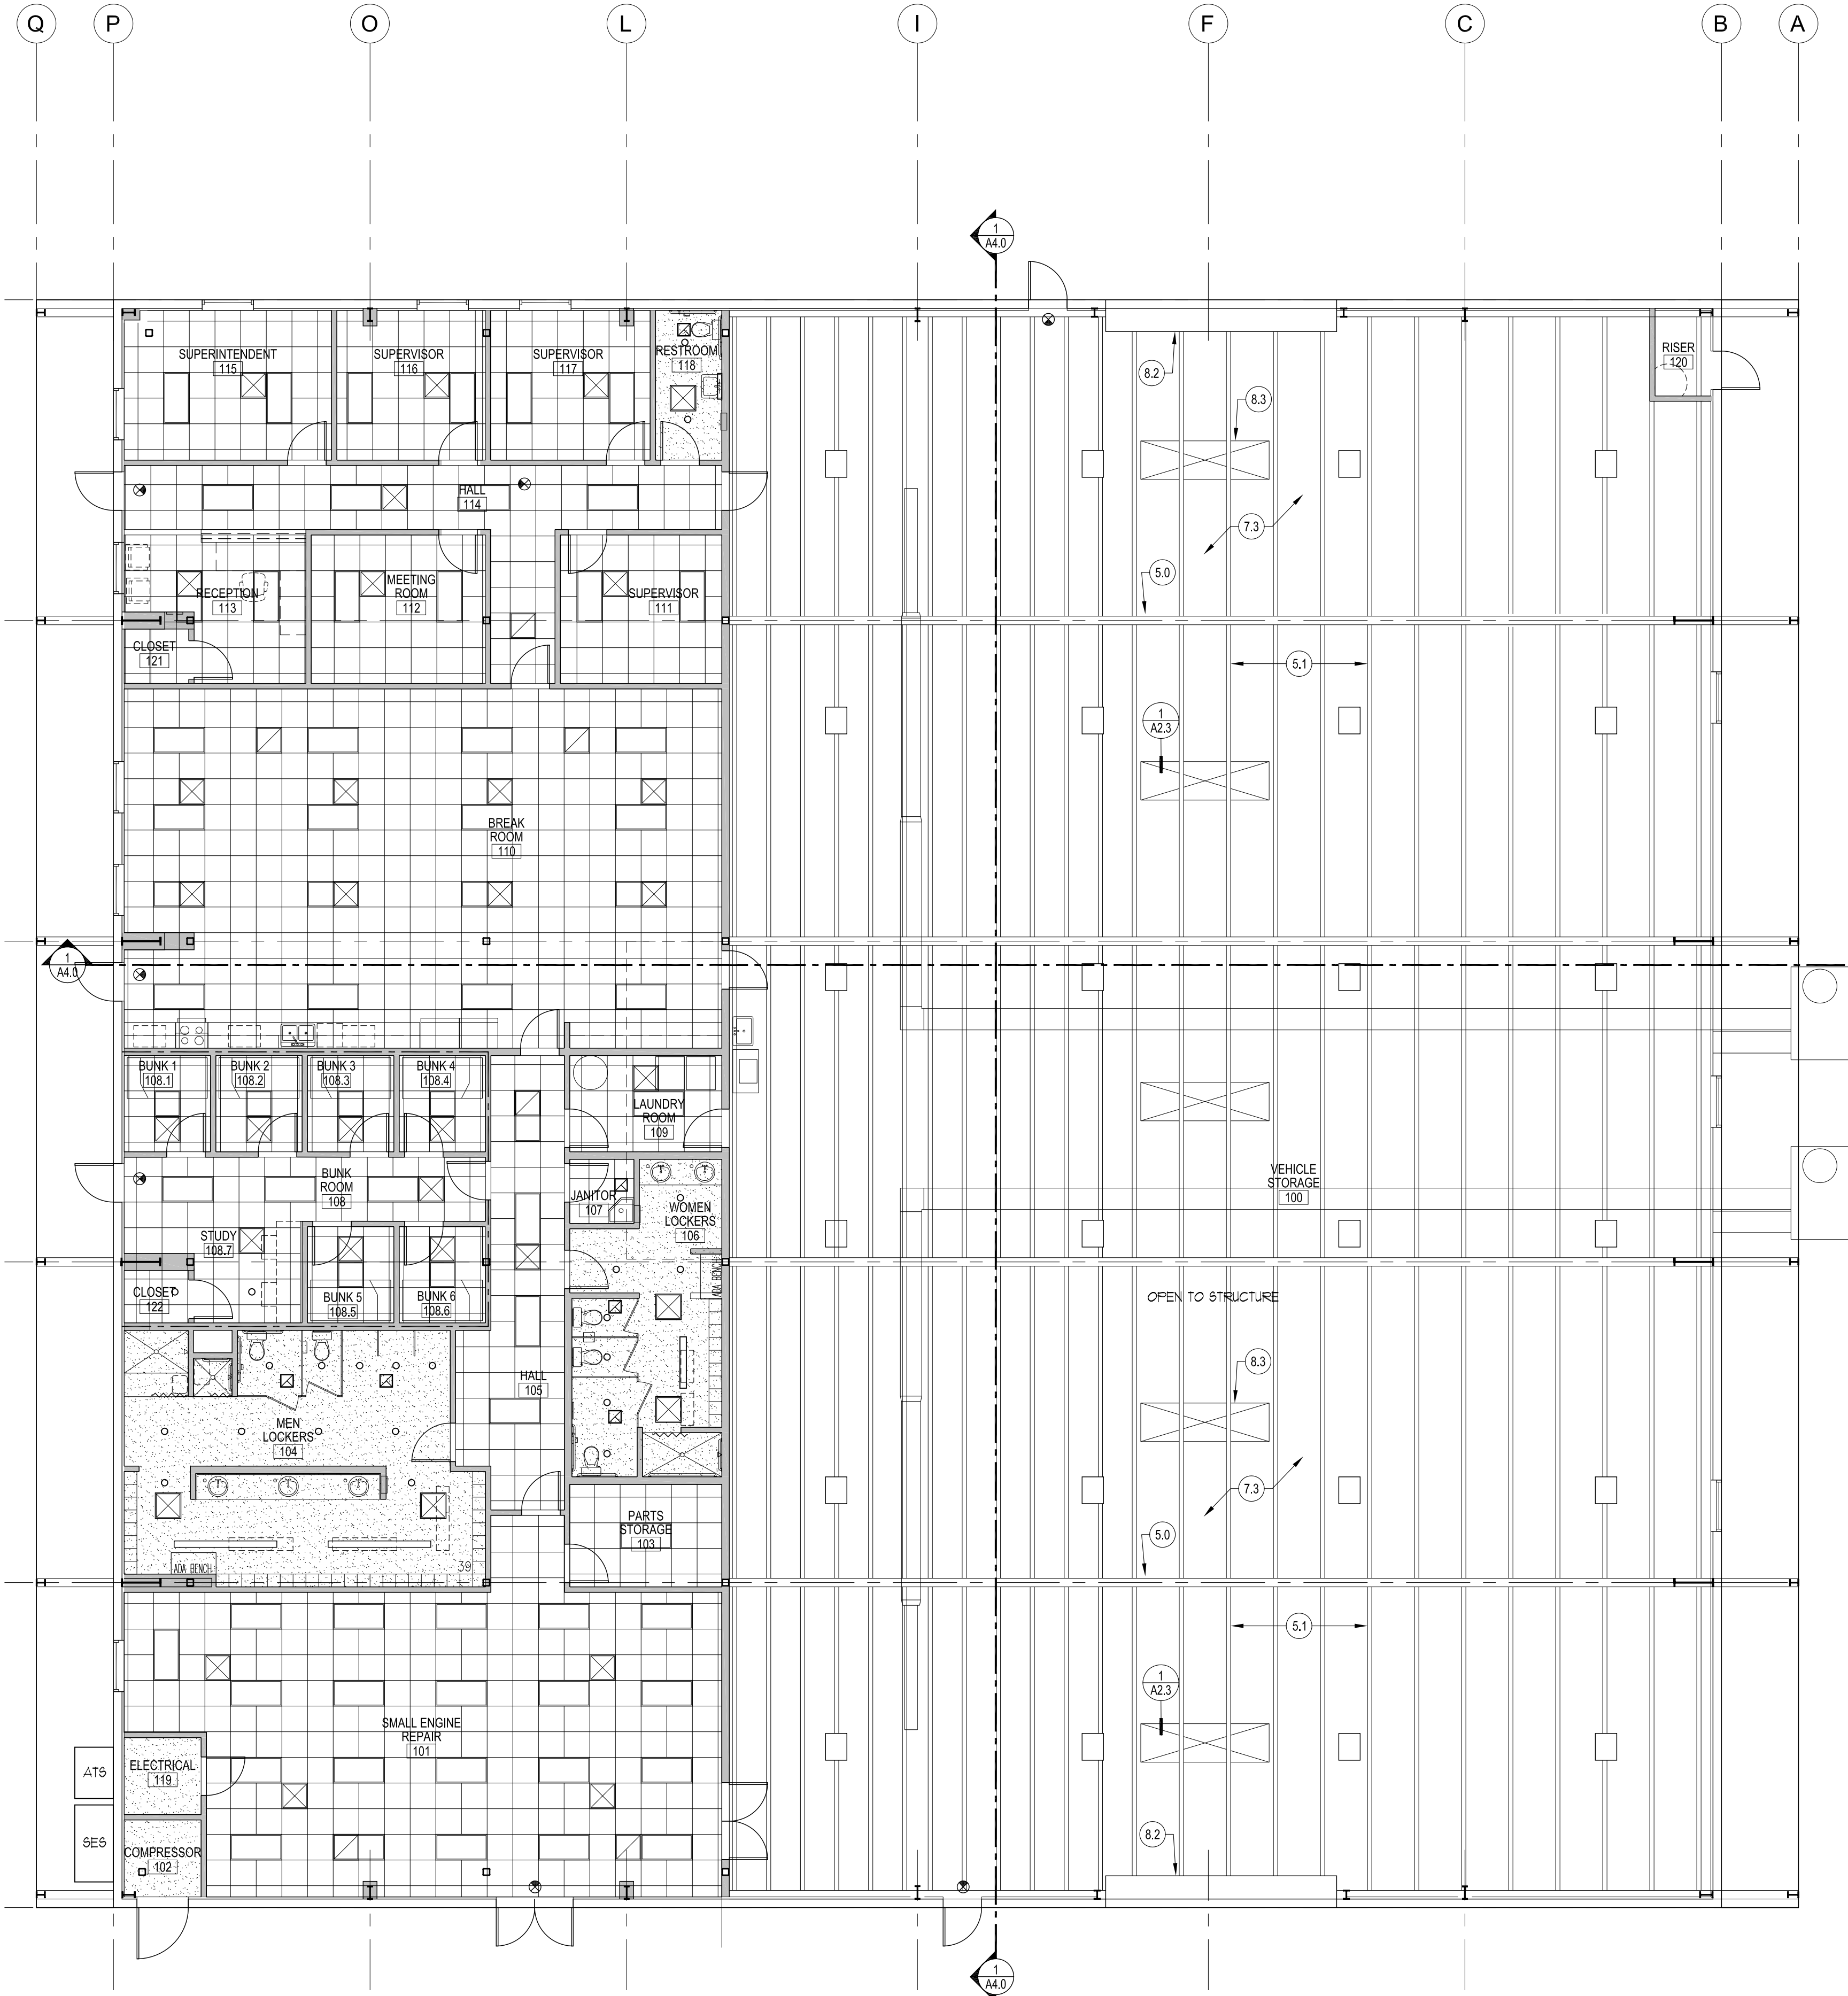 Q P O L I F C B A
1
A4.0
SUPERINTENDENT
115
SUPERVISOR
116
SUPERVISOR
117
RESTROOM
118
RISER
120
8.2
8.3
HALL
114
7.3
5.0
RECEPTION
113
MEETING
ROOM
112
SUPERVISOR
111
CLOSET
121
5.1
1
A2.3
BREAK
ROOM
110
1
A4.0
BUNK 1
108.1
BUNK 2
108.2
BUNK 3
108.3
BUNK 4
108.4
LAUNDRY
ROOM
109
BUNK
ROOM
108
JANITOR
107
WOMEN
LOCKERS
106
VEHICLE
STORAGE
100
STUDY
108.7
ADA BENCH
CLOSET
122
BUNK 5
108.5
BUNK 6
108.6
OPEN TO STRUCTURE
HALL
105
8.3
MEN
LOCKERS
104
7.3
PARTS
STORAGE
103
5.0
ADA BENCH
39
5.1
1
A2.3
SMALL ENGINE
REPAIR
101
ATS
ELECTRICAL
119
SES
COMPRESSOR
102
8.2
1
A4.0